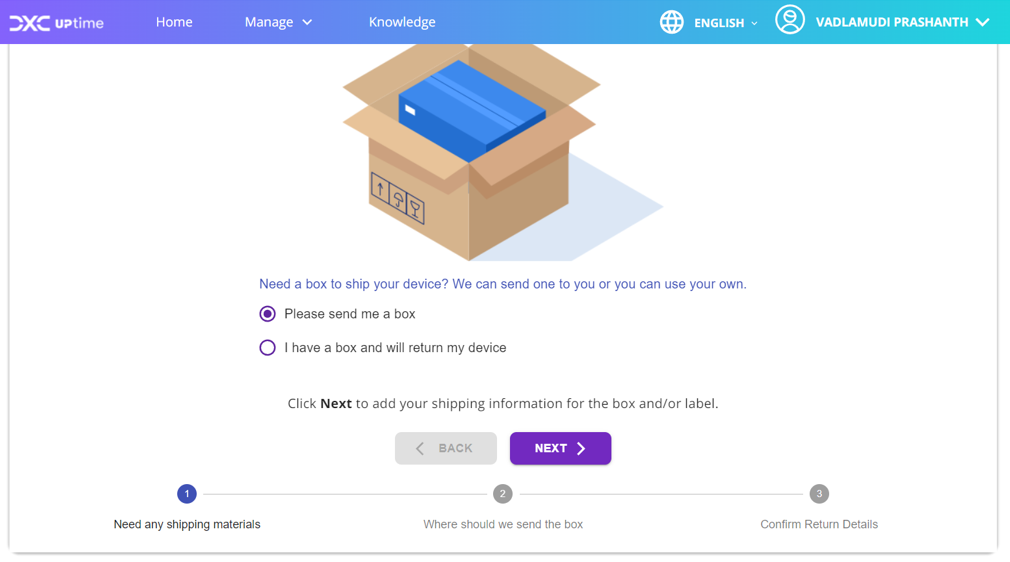 DXC UPtime
Home
Manage
Knowledge
ENGLISH
VADLAMUDI PRASHANTH
Need a box to ship your device? We can send one to you or you can use your own.
Please send me a box
I have a box and will return my device
Click Next to add your shipping information for the box and/or label.
BACK
NEXT
1
2
3
Need any shipping materials
Where should we send the box
Confirm Return Details